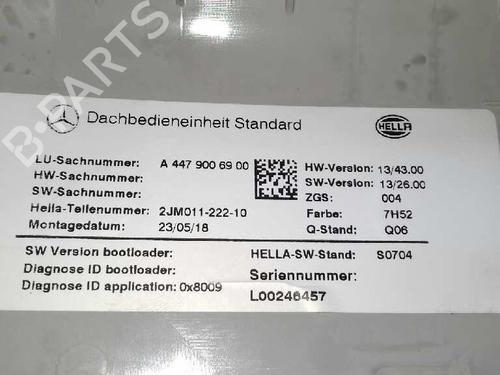 B-PARTS
Dachbedieneinheit Standard
HELLA
LU-Sachnummer: A 447 900 69 00
HW-Version: 13/43.00
HW-Sachnummer:
SW-Version: 13/26.00
SW-Sachnummer:
ZGS: 004
Hella-Teilenummer: 2JM011-222-10
Farbe: 7H52
Montagedatum: 23/05/18
Q-Stand: Q06
SW Version bootloader:
HELLA-SW-Stand: S0704
Diagnose ID bootloader:
Seriennummer:
Diagnose ID application: 0x8009
L00246457